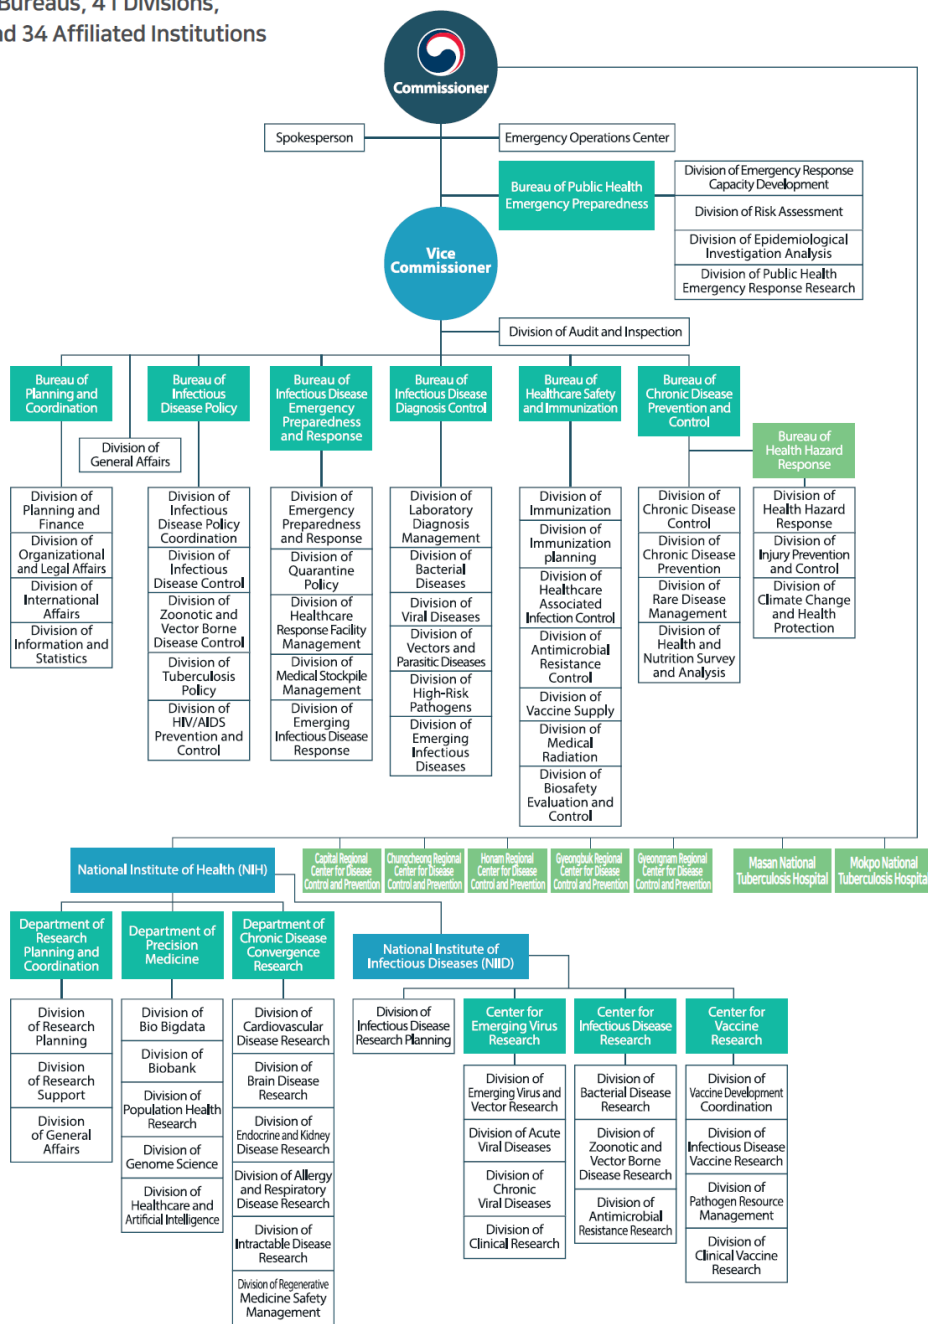 Bureaus, 41 Divisions,
nd 34 Affiliated Institutions
Commissioner
Spokesperson
Emergency Operations Center
Bureau of Public Health
Emergency Preparedness
Division of Emergency Response
Capacity Development
Division of Risk Assessment
Division of Epidemiological
Investigation Analysis
Division of Public Health
Emergency Response Research
Vice
Commissioner
Division of Audit and Inspection
Bureau of
Planning and
Coordination
Division of
General Affairs
Bureau of
Infectious
Disease Policy
Bureau of
Infectious Disease
Emergency
Preparedness
and Response
Bureau of
Infectious Disease
Diagnosis Control
Bureau of
Healthcare Safety
and Immunization
Bureau of
Chronic Disease
Prevention and
Control
Bureau of
Health Hazard
Response
Division of
Planning and
Finance
Division of
Organizational
and Legal Affairs
Division of
International
Affairs
Division of
Information and
Statistics
Division of
Infectious
Disease Policy
Coordination
Division of
Infectious
Disease Control
Division of
Zoonotic and
Vector Borne
Disease Control
Division of
Tuberculosis
Policy
Division of
HIV/AIDS
Prevention and
Control
Division of
Emergency
Preparedness
and Response
Division of
Quarantine
Policy
Division of
Healthcare
Response Facility
Management
Division of
Medical Stockpile
Management
Division of
Emerging
Infectious Disease
Response
Division of
Laboratory
Diagnosis
Management
Division of
Bacterial
Diseases
Division of
Viral Diseases
Division of
Vectors and
Parasitic Diseases
Division of
High-Risk
Pathogens
Division of
Emerging
Infectious
Diseases
Division of
Immunization
Division of
Immunization
planning
Division of
Healthcare
Associated
Infection Control
Division of
Antimicrobial
Resistance
Control
Division of
Vaccine Supply
Division of
Medical
Radiation
Division of
Biosafety
Evaluation and
Control
Division of
Chronic Disease
Control
Division of
Chronic Disease
Prevention
Division of
Rare Disease
Management
Division of
Health and
Nutrition Survey
and Analysis
Division of
Health Hazard
Response
Division of
Injury Prevention
and Control
Division of
Climate Change
and Health
Protection
National Institute of Health (NIH)
Capital Regional
Center for Disease
Control and Prevention
Chungcheong Regional
Center for Disease
Control and Prevention
Honam Regional
Center for Disease
Control and Prevention
Gyeongbuk Regional
Center for Disease
Control and Prevention
Gyeongnam Regional
Center for Disease
Control and Prevention
Masan National
Tuberculosis Hospital
Mokpo National
Tuberculosis Hospital
Department of
Research
Planning and
Coordination
Department of
Precision
Medicine
Department of
Chronic Disease
Convergence
Research
National Institute of
Infectious Diseases (NIID)
Division
of Research
Planning
Division
of Research
Support
Division
of General
Affairs
Division of
Bio Bigdata
Division of
Biobank
Division of
Population Health
Research
Division of
Genome Science
Division of
Healthcare and
Artificial Intelligence
Division of
Cardiovascular
Disease Research
Division of
Brain Disease
Research
Division of
Endocrine and Kidney
Disease Research
Division of Allergy
and Respiratory
Disease Research
Division of
Intractable Disease
Research
Division of Regenerative
Medicine Safety
Management
Division of
Infectious Disease
Research Planning
Center for
Emerging Virus
Research
Center for
Infectious Disease
Research
Center for
Vaccine
Research
Division of
Emerging Virus and
Vector Research
Division of Acute
Viral Diseases
Division of
Chronic
Viral Diseases
Division of
Clinical Research
Division of
Bacterial Disease
Research
Division of
Zoonotic and
Vector Borne
Disease Research
Division of
Antimicrobial
Resistance Research
Division of
Vaccine Development
Coordination
Division of
Infectious Disease
Vaccine Research
Division of
Pathogen Resource
Management
Division of
Clinical Vaccine
Research